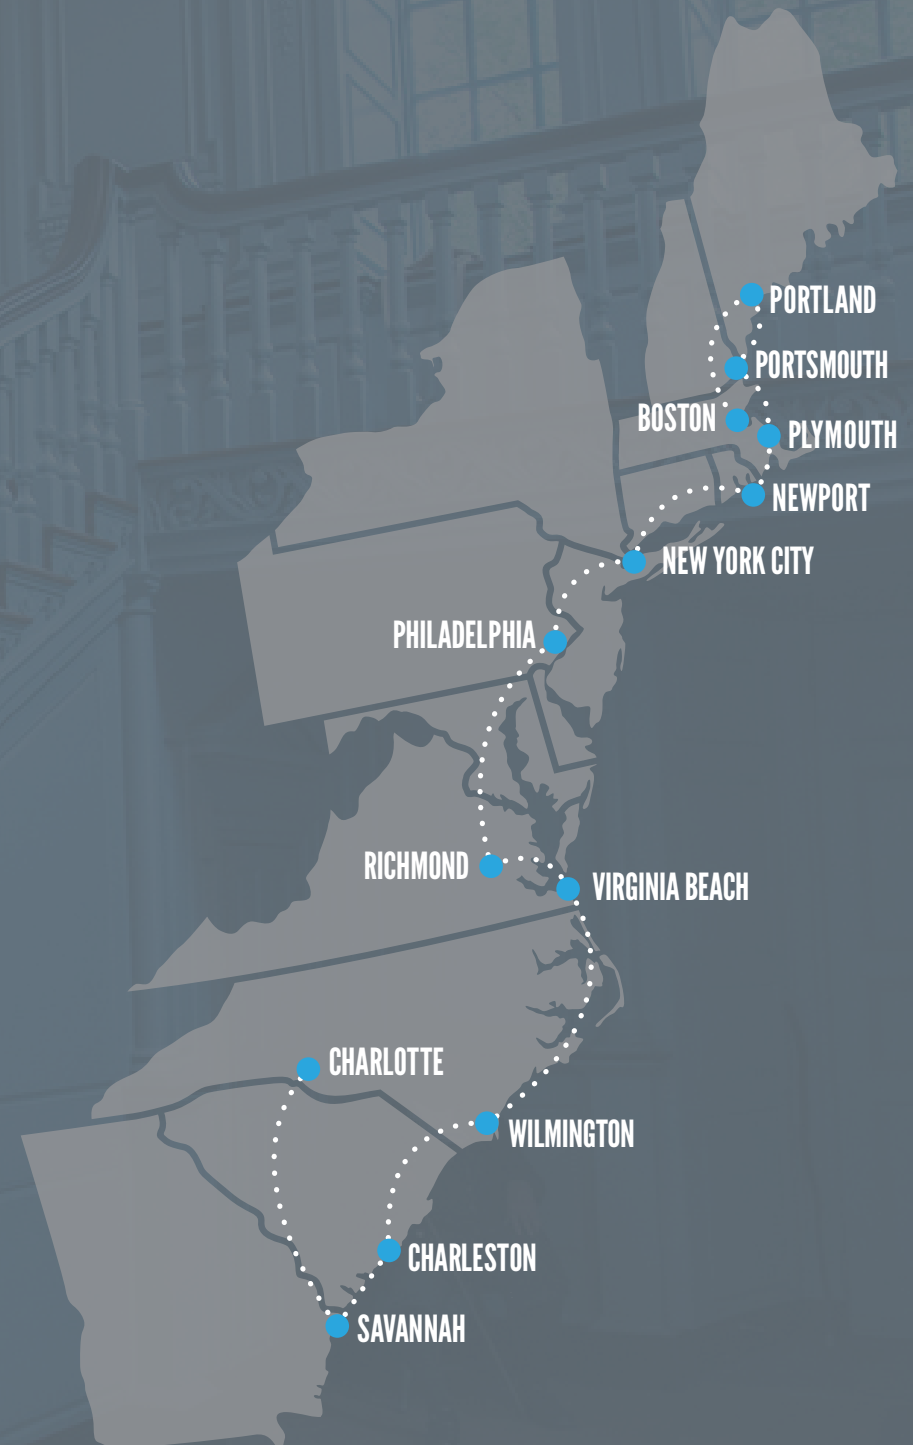 PORTLAND
PORTSMOUTH
BOSTON
PLYMOUTH
NEWPORT
NEW YORK CITY
PHILADELPHIA
RICHMOND
VIRGINIA BEACH
CHARLOTTE
WILMINGTON
CHARLESTON
SAVANNAH